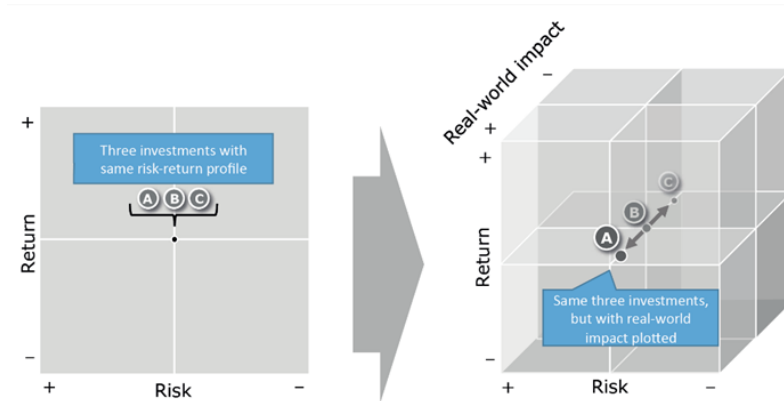 +
Return
–
Three investments with
same risk-return profile
A B C
+
Risk
–
Real-world impact
–
+
+
Return
–
C
B
A
Same three investments,
but with real-world
impact plotted
+
Risk
–